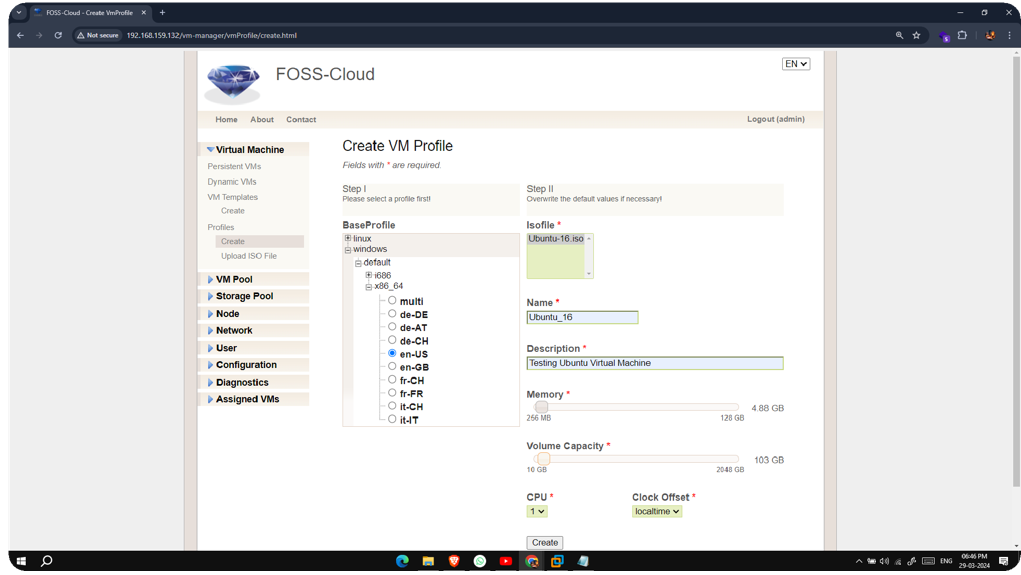 FOSS-Cloud - Create VmProfile
Not secure 192.168.159.132/vm-manager/vmProfile/create.html
FOSS-Cloud
EN
Home About Contact Logout (admin)
Virtual Machine
Persistent VMs
Dynamic VMs
VM Templates
Create
Profiles
Create
Upload ISO File
VM Pool
Storage Pool
Node
Network
User
Configuration
Diagnostics
Assigned VMs
Create VM Profile
Fields with * are required.
Step I
Please select a profile first!
BaseProfile
linux
windows
default
i686
x86_64
multi
de-DE
de-AT
de-CH
en-US
en-GB
fr-CH
fr-FR
it-CH
it-IT
Step II
Overwrite the default values if necessary!
Isofile *
Ubuntu-16.iso
Name *
Ubuntu_16
Description *
Testing Ubuntu Virtual Machine
Memory *
4.88 GB
256 MB 128 GB
Volume Capacity *
103 GB
10 GB 2048 GB
CPU * Clock Offset *
1 localtime
Create
ENG
06:46 PM
29-03-2024